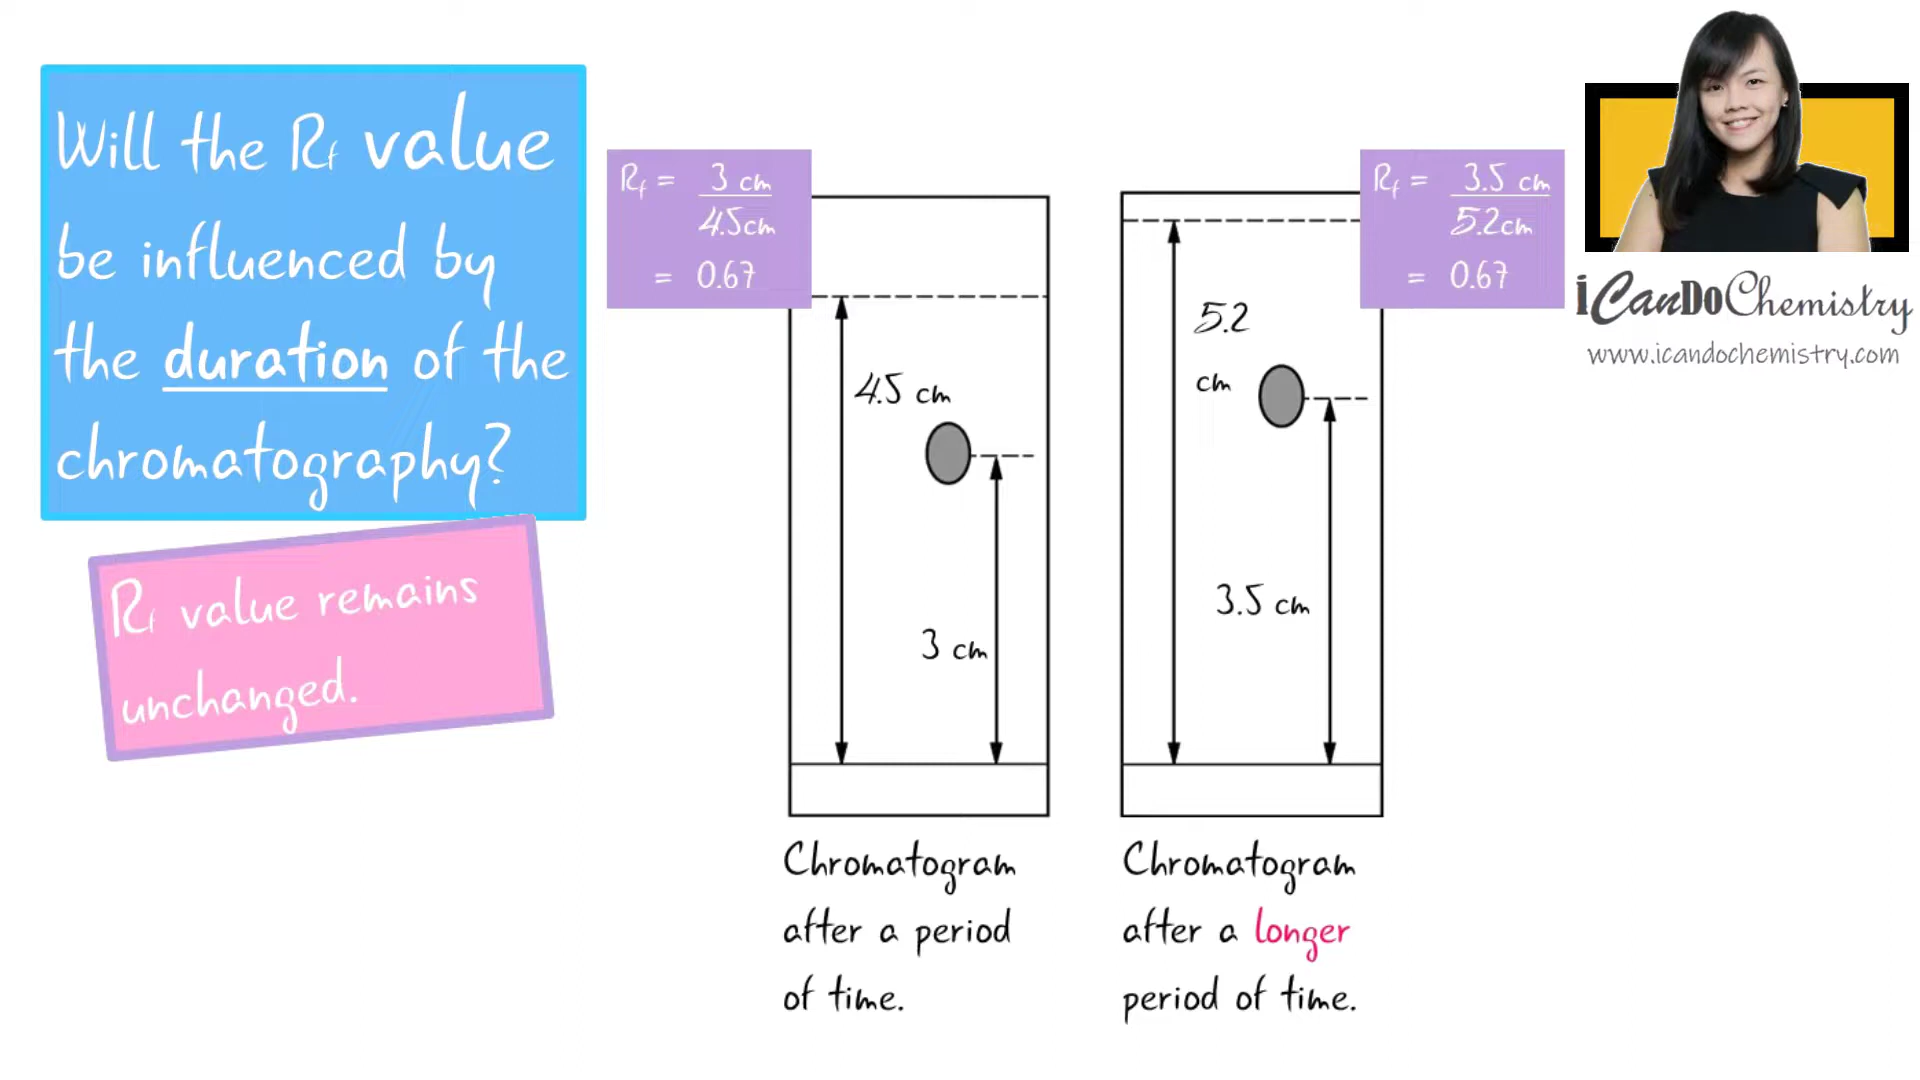 Will the Rf value
be influenced by
the duration of the
chromatography?
Rf value remains
unchanged.
Rf = 3 cm
4.5cm
= 0.67
4.5 cm
3 cm
Chromatogram
after a period
of time.
Rf = 3.5 cm
5.2cm
= 0.67
5.2
cm
3.5 cm
Chromatogram
after a longer
period of time.
iCanDoChemistry
www.icandochemistry.com